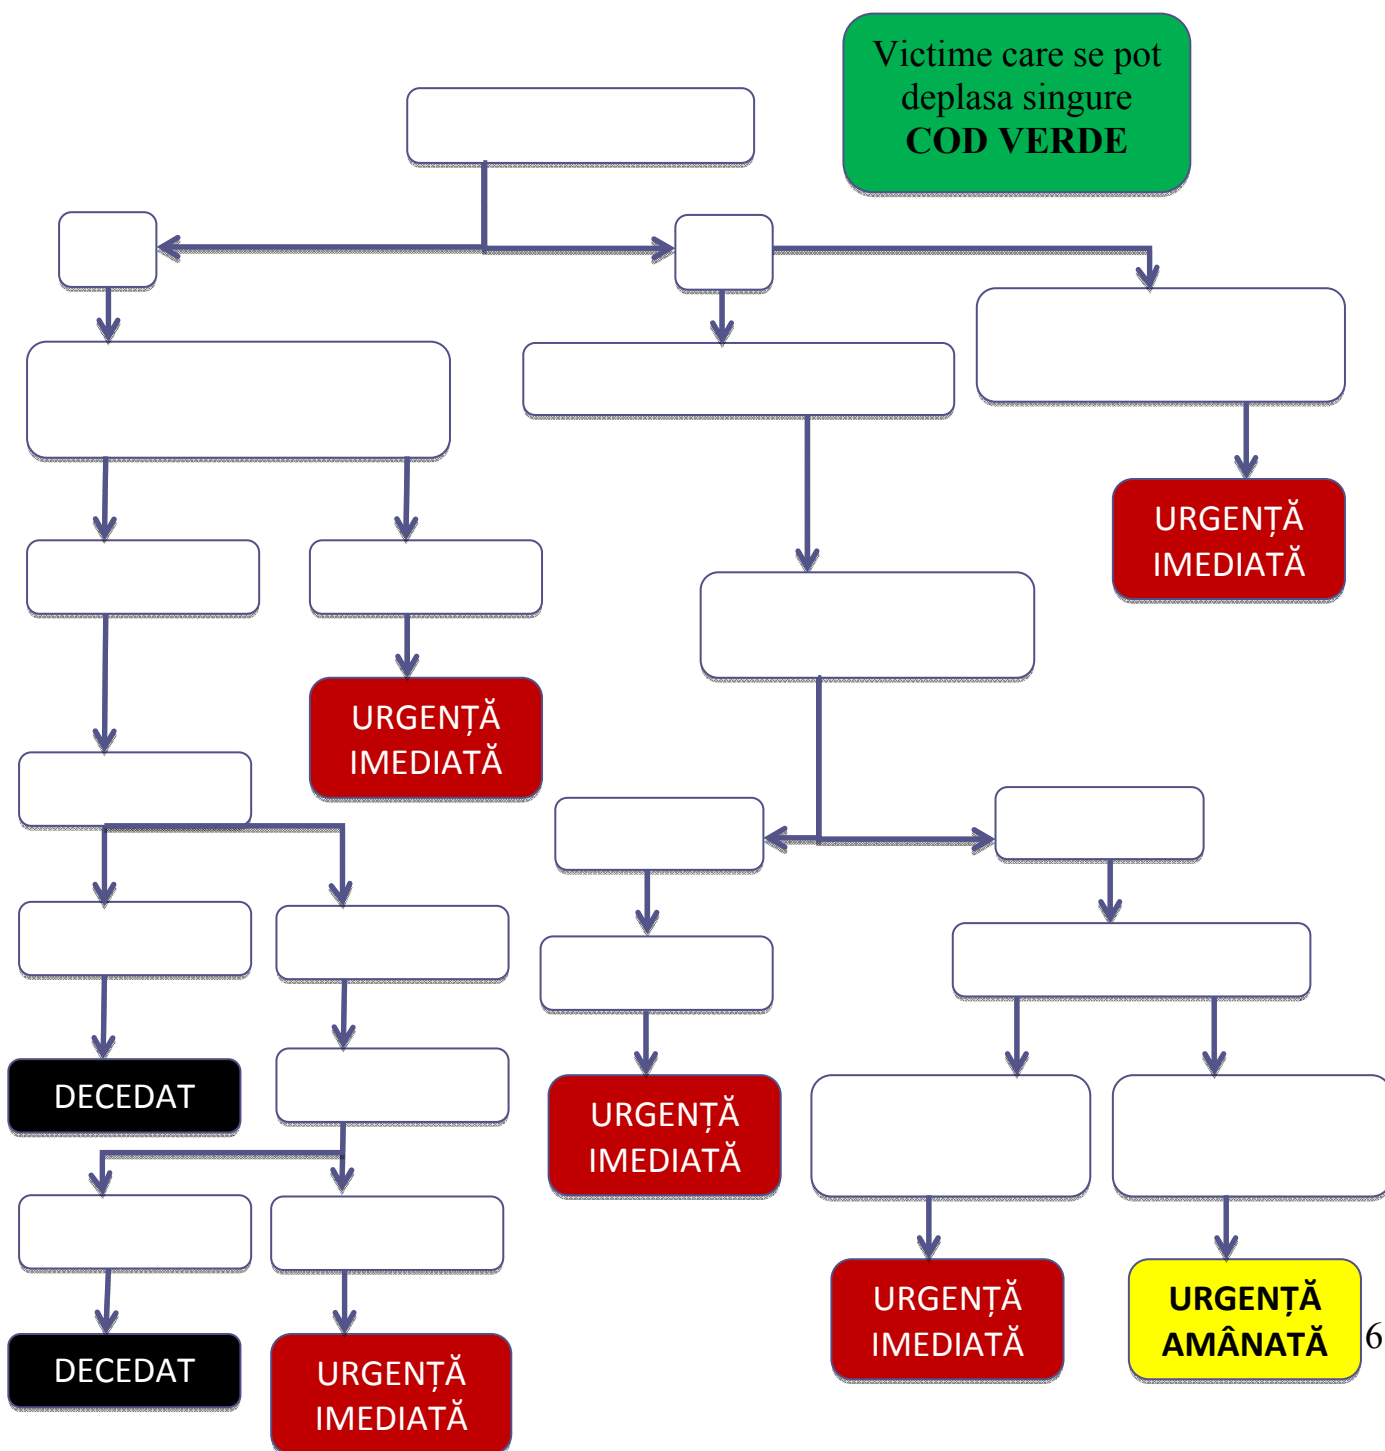 Victime care se pot
deplasa singure
COD VERDE
URGENȚĂ
IMEDIATĂ
URGENȚĂ
IMEDIATĂ
DECEDAT
URGENȚĂ
IMEDIATĂ
URGENȚĂ
IMEDIATĂ
URGENȚĂ
AMÂNATĂ
6
DECEDAT
URGENȚĂ
IMEDIATĂ